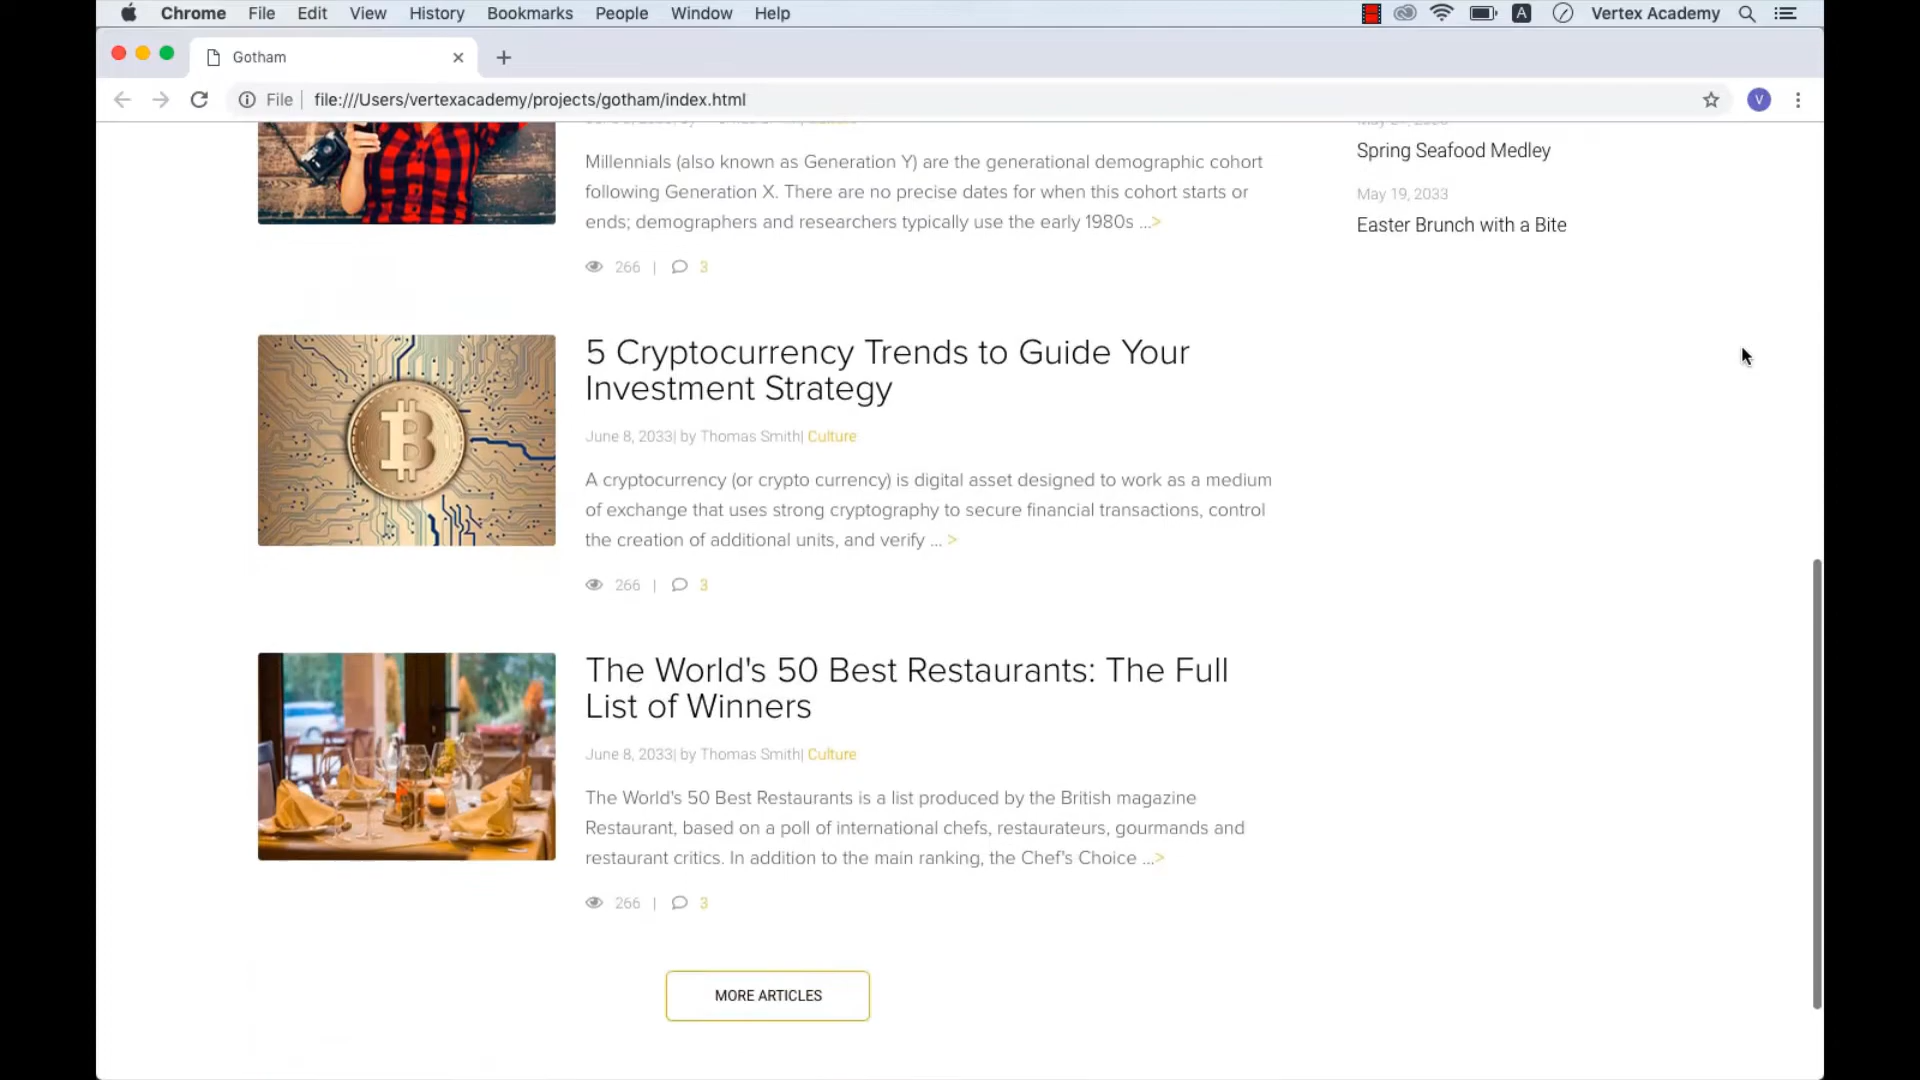 Chrome File Edit View History Bookmarks People Window Help
A Vertex Academy
Gotham
File file:///Users/vertexacademy/projects/gotham/index.html
V
Millennials (also known as Generation Y) are the generational demographic cohort
following Generation X. There are no precise dates for when this cohort starts or
ends; demographers and researchers typically use the early 1980s ...>
266 | 3
5 Cryptocurrency Trends to Guide Your
Investment Strategy
June 8, 2033| by Thomas Smith| Culture
A cryptocurrency (or crypto currency) is digital asset designed to work as a medium
of exchange that uses strong cryptography to secure financial transactions, control
the creation of additional units, and verify ... >
266 | 3
The World's 50 Best Restaurants: The Full
List of Winners
June 8, 2033| by Thomas Smith| Culture
The World's 50 Best Restaurants is a list produced by the British magazine
Restaurant, based on a poll of international chefs, restaurateurs, gourmands and
restaurant critics. In addition to the main ranking, the Chef's Choice ...>
266 | 3
MORE ARTICLES
Spring Seafood Medley
May 19, 2033
Easter Brunch with a Bite